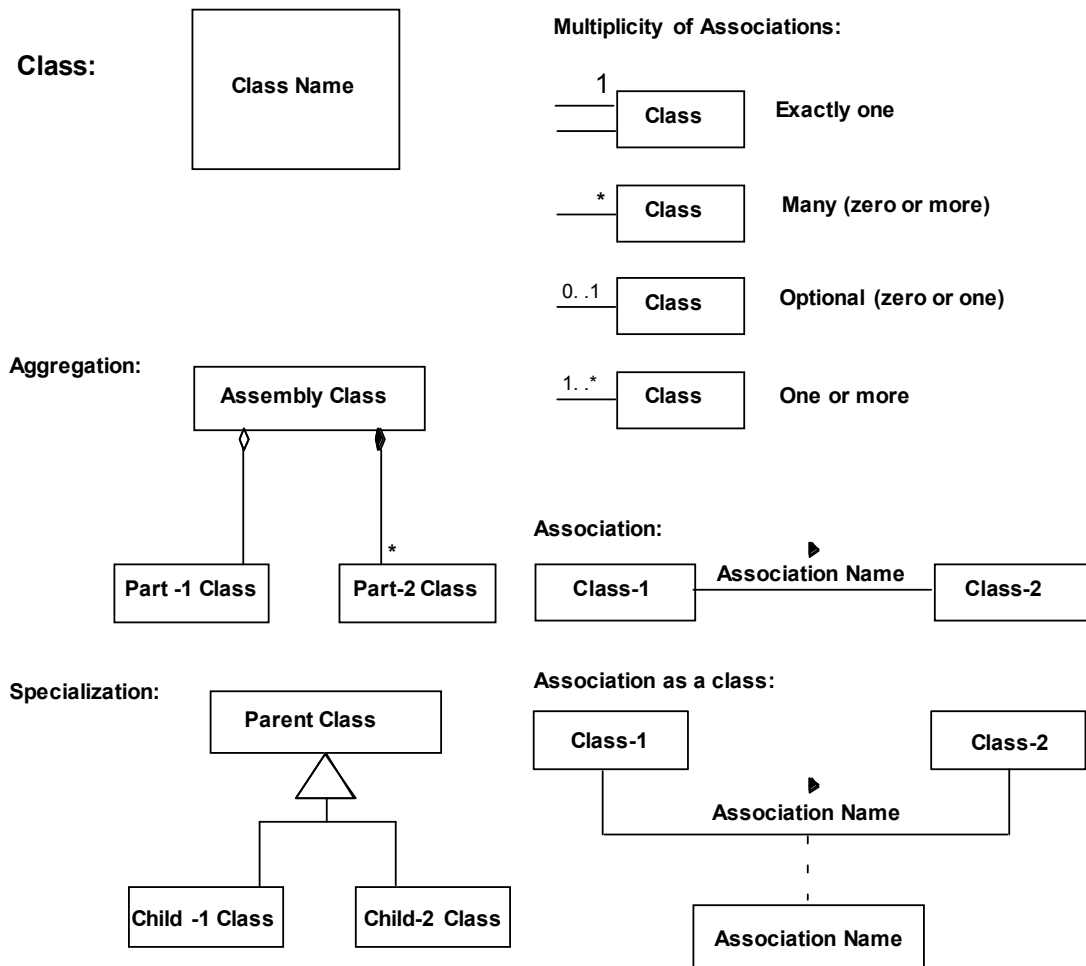 Class:
Class Name
Multiplicity of Associations:
1
Class
Exactly one
*
Class
Many (zero or more)
0. .1
Class
Optional (zero or one)
1. .*
Class
One or more
Aggregation:
Assembly Class
*
Part -1 Class
Part-2 Class
Association:
Class-1
Association Name
Class-2
Specialization:
Parent Class
Child -1 Class
Child-2 Class
Association as a class:
Class-1
Class-2
Association Name
Association Name